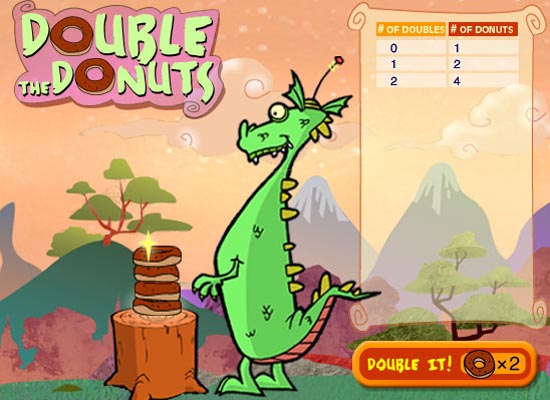 DOUBLE
THE DONUTS
# OF DOUBLES # OF DONUTS
0 1
1 2
2 4
DOUBLE IT! ×2